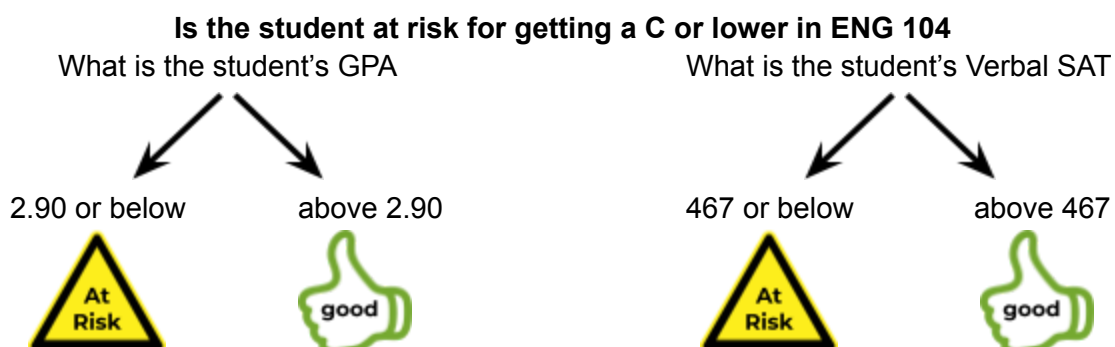 Is the student at risk for getting a C or lower in ENG 104
What is the student's GPA
What is the student's Verbal SAT
2.90 or below
above 2.90
467 or below
above 467
At
Risk
good
At
Risk
good